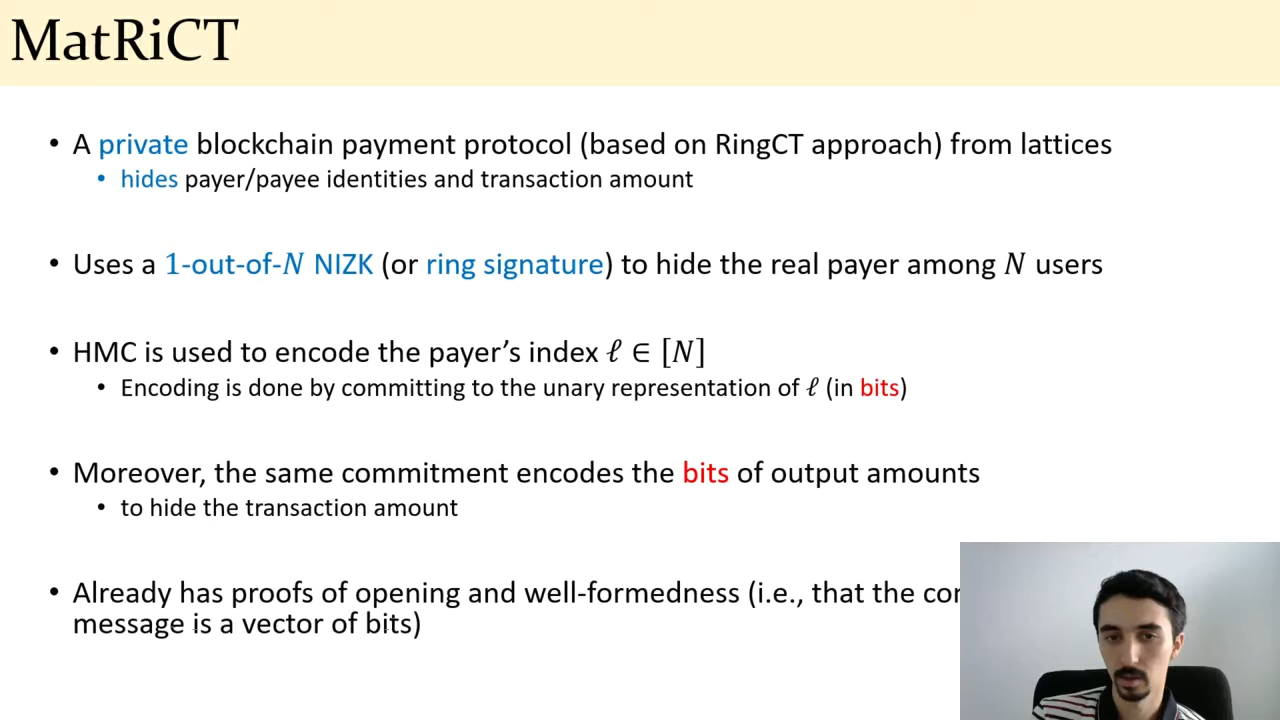 MatRiCT
• A private blockchain payment protocol (based on RingCT approach) from lattices
• hides payer/payee identities and transaction amount
• Uses a 1-out-of-N NIZK (or ring signature) to hide the real payer among N users
• HMC is used to encode the payer's index ℓ ∈ [N]
• Encoding is done by committing to the unary representation of ℓ (in bits)
• Moreover, the same commitment encodes the bits of output amounts
• to hide the transaction amount
• Already has proofs of opening and well-formedness (i.e., that the
message is a vector of bits)